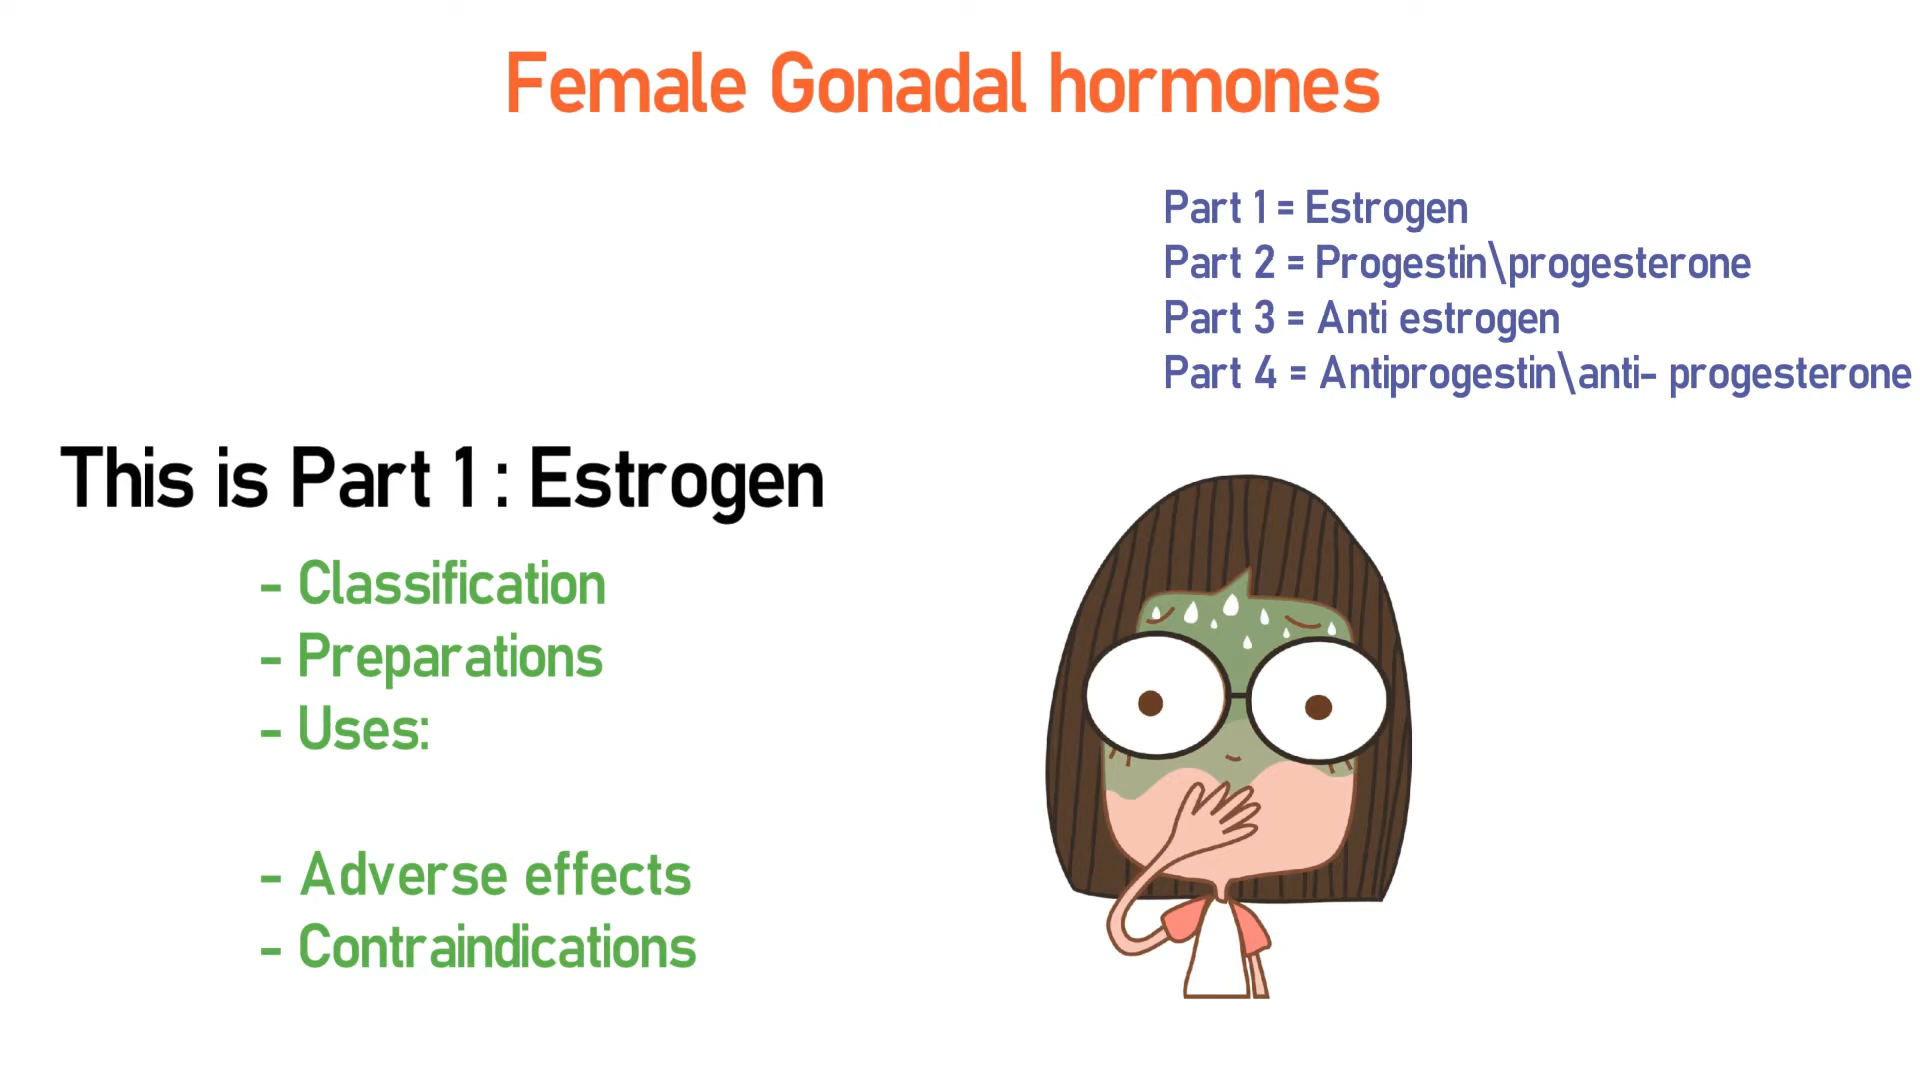 Female Gonadal hormones
Part 1 = Estrogen
Part 2 = Progestin\progesterone
Part 3 = Anti estrogen
Part 4 = Antiprogestin\anti- progesterone
This is Part 1 : Estrogen
- Classification
- Preparations
- Uses:
- Adverse effects
- Contraindications